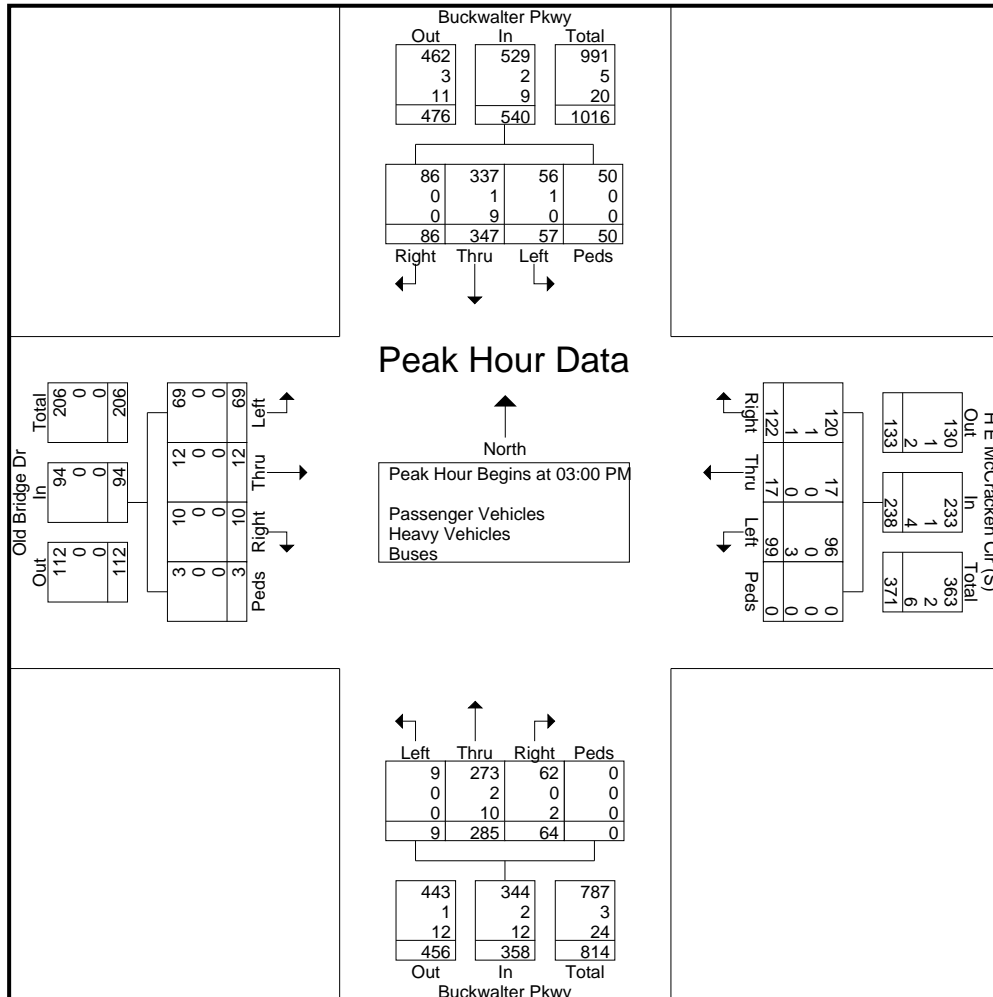 Buckwalter Pkwy
Out In Total
462 529 991
3 2 5
11 9 20
476 540 1016
86 337 56 50
0 1 1 0
0 9 0 0
86 347 57 50
Right Thru Left Peds
Peak Hour Data
North
Peak Hour Begins at 03:00 PM
Passenger Vehicles
Heavy Vehicles
Buses
Old Bridge Dr
Out In Total
112 94 206
0 0 0
0 0 0
112 94 206
Left Thru Right Peds
69 12 10 3
0 0 0 0
0 0 0 0
69 12 10 3
H E McCracken Cir (S)
Out In Total
130 233 363
1 1 2
2 4 6
133 238 371
Right Thru Left Peds
120 17 96 0
1 0 0 0
1 0 3 0
122 17 99 0
Left Thru Right Peds
9 273 62 0
0 2 0 0
0 10 2 0
9 285 64 0
443 344 787
1 2 3
12 12 24
456 358 814
Out In Total
Buckwalter Pkwy